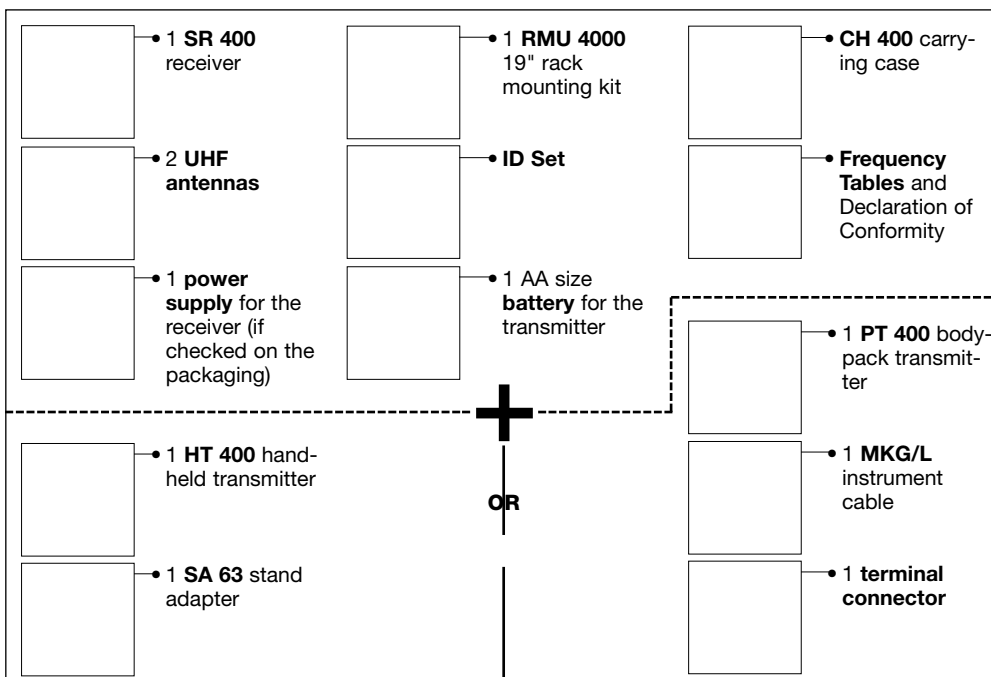 1 SR 400
receiver
2 UHF
antennas
1 power
supply for the
receiver (if
checked on the
packaging)
1 RMU 4000
19" rack
mounting kit
ID Set
1 AA size
battery for the
transmitter
CH 400 carry-
ing case
Frequency
Tables and
Declaration of
Conformity
1 HT 400 hand-
held transmitter
1 SA 63 stand
adapter
OR
1 PT 400 body-
pack transmit-
ter
1 MKG/L
instrument
cable
1 terminal
connector